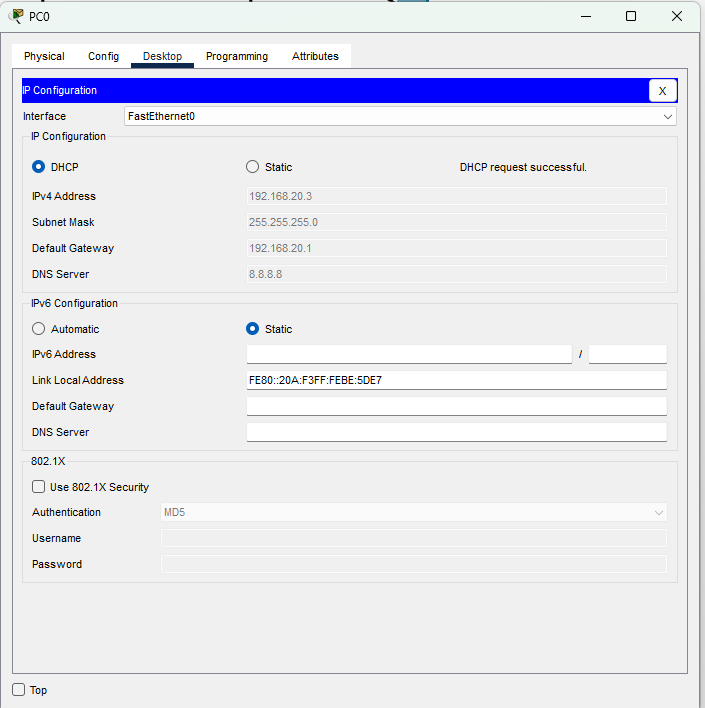 PC0
Physical Config Desktop Programming Attributes
IP Configuration X
Interface FastEthernet0
IP Configuration
DHCP Static DHCP request successful.
IPv4 Address 192.168.20.3
Subnet Mask 255.255.255.0
Default Gateway 192.168.20.1
DNS Server 8.8.8.8
IPv6 Configuration
Automatic Static
IPv6 Address /
Link Local Address FE80::20A:F3FF:FEBE:5DE7
Default Gateway
DNS Server
802.1X
Use 802.1X Security
Authentication MD5
Username
Password
Top